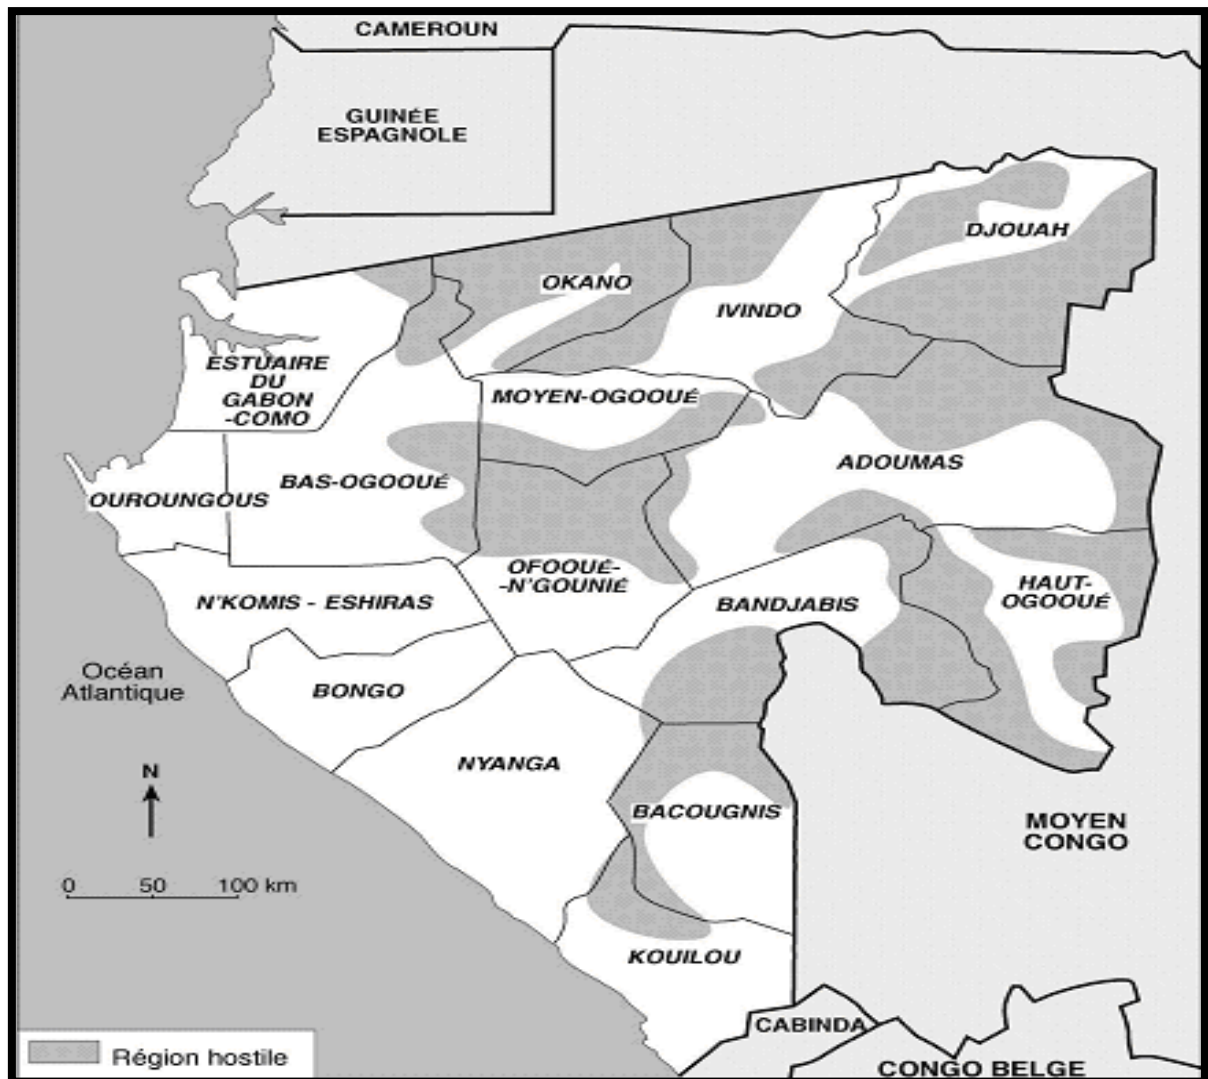 CAMEROUN
GUINÉE
ESPAGNOLE
DJOUAH
OKANO
IVINDO
ESTUAIRE
DU
GABON
-COMO
MOYEN-OGOOUÉ
ADOUMAS
BAS-OGOOUÉ
OUROUNGOUS
OFOOUÉ-
-N'GOUNIÉ
HAUT-
OGOOUÉ
N'KOMIS - ESHIRAS
BANDJABIS
Océan
Atlantique
BONGO
NYANGA
N
BACOUGNIS
MOYEN
CONGO
0 50 100 km
KOUILOU
CABINDA
Région hostile
CONGO BELGE